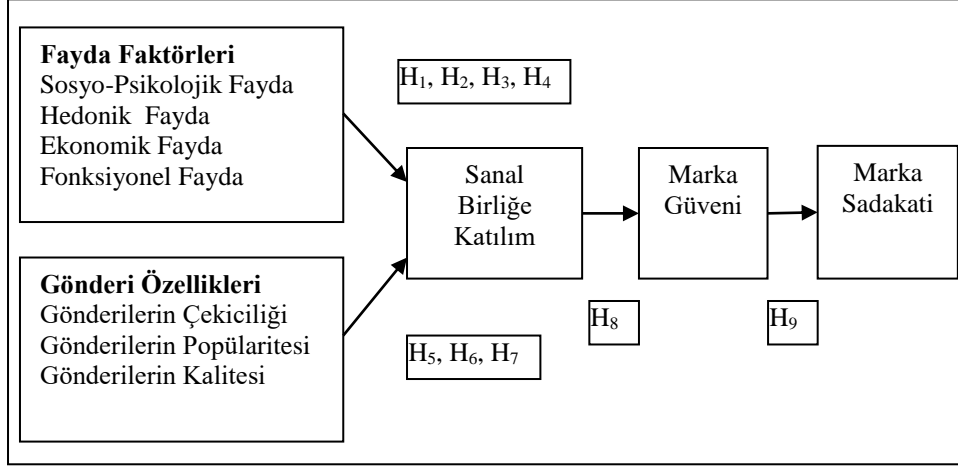 Fayda Faktörleri
Sosyo-Psikolojik Fayda
Hedonik Fayda
Ekonomik Fayda
Fonksiyonel Fayda
H₁, H₂, H₃, H₄
Gönderi Özellikleri
Gönderilerin Çekiciliği
Gönderilerin Popülaritesi
Gönderilerin Kalitesi
H₅, H₆, H₇
Sanal
Birliğe
Katılım
H₈
Marka
Güveni
H₉
Marka
Sadakati